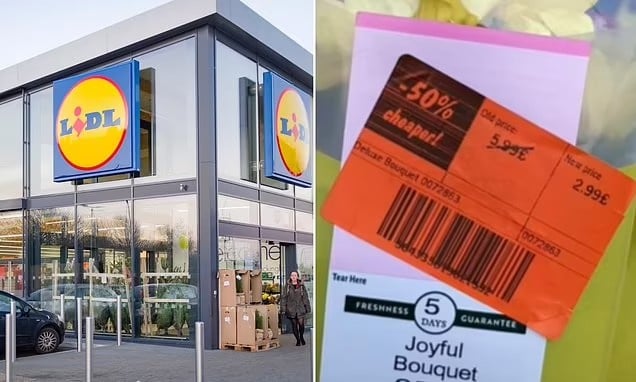 LIDL
LIDL
-50%
cheaper!
Old price:
5.99£
New price
2.99£
Deluxe Bouquet 0072863
0072863
Tear Here
FRESHNESS 5 DAYS GUARANTEE
Joyful
Bouquet